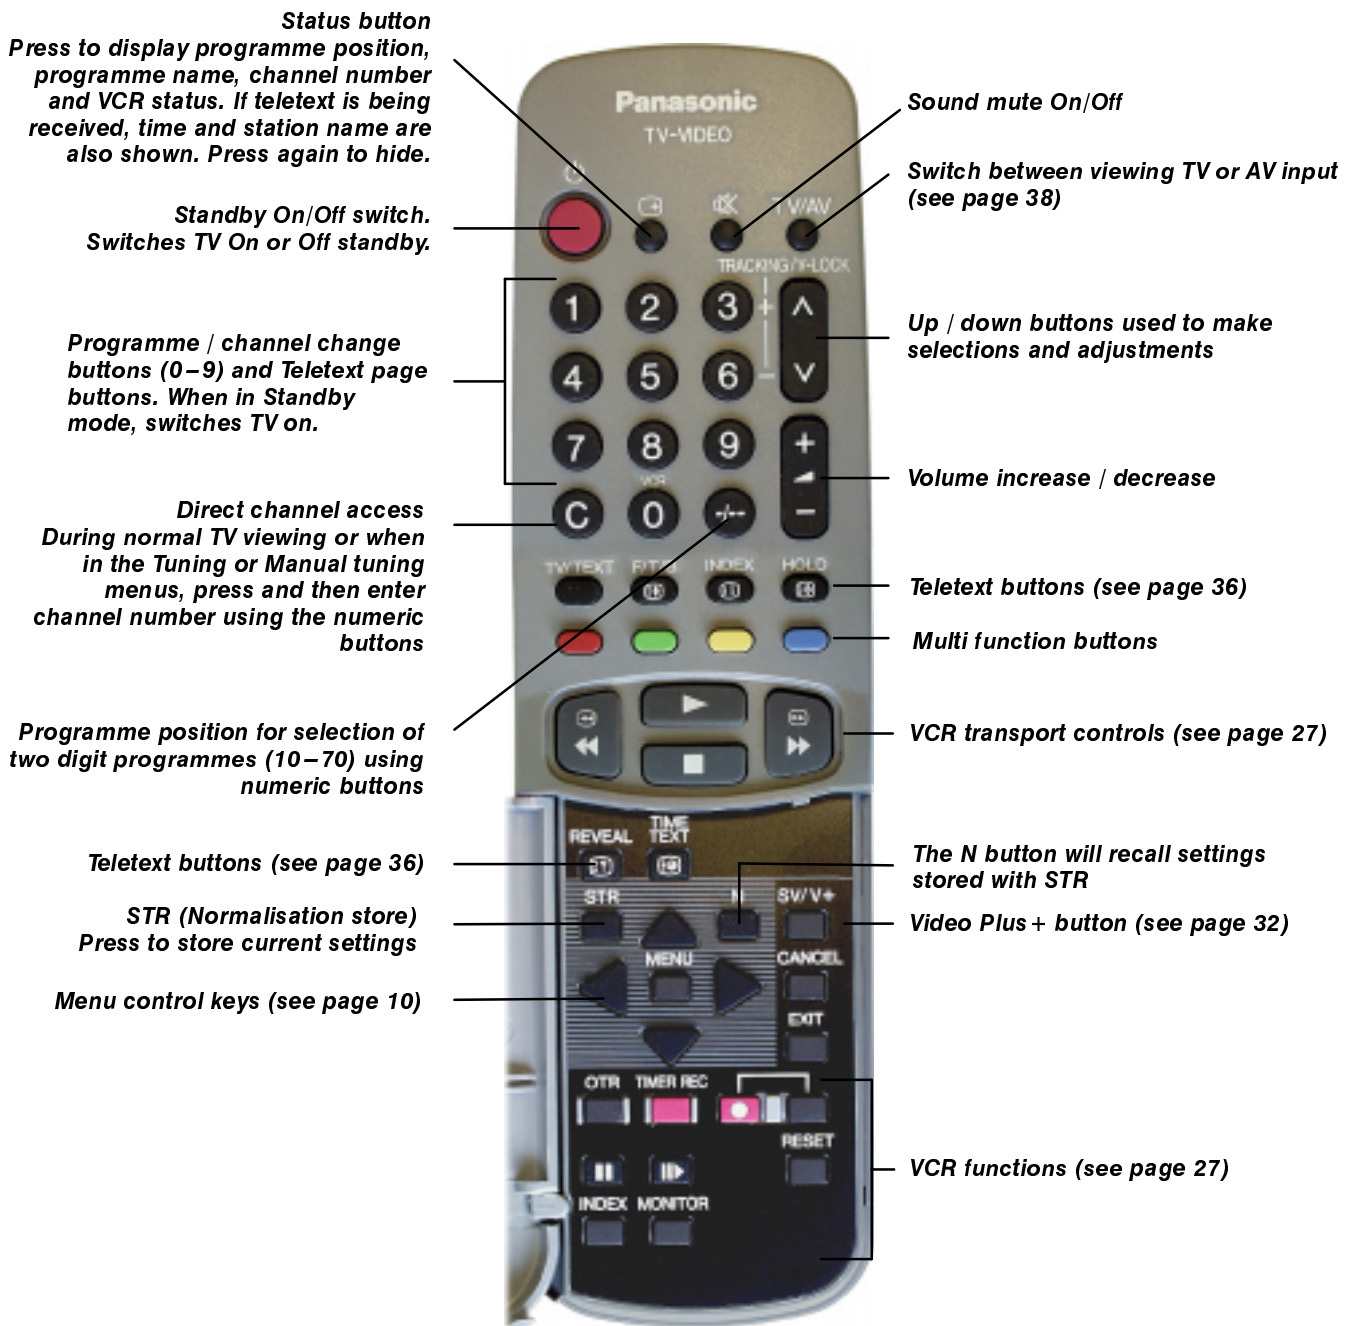 Status button
Press to display programme position,
programme name, channel number
and VCR status. If teletext is being
received, time and station name are
also shown. Press again to hide.
Standby On/Off switch.
Switches TV On or Off standby.
Programme / channel change
buttons (0–9) and Teletext page
buttons. When in Standby
mode, switches TV on.
Direct channel access
During normal TV viewing or when
in the Tuning or Manual tuning
menus, press and then enter
channel number using the numeric
buttons
Programme position for selection of
two digit programmes (10–70) using
numeric buttons
Teletext buttons (see page 36)
STR (Normalisation store)
Press to store current settings
Menu control keys (see page 10)
Panasonic
TV-VIDEO
TV/AV
TRACKING/V-LOCK
1 2 3 +
4 5 6 −
7 8 9 +
VCR
C 0 -/-- −
TV/TEXT F/T/B INDEX HOLD
REVEAL TIME
TEXT
STR N SV/V+
MENU CANCEL
EXIT
OTR TIMER REC
RESET
INDEX MONITOR
Sound mute On/Off
Switch between viewing TV or AV input
(see page 38)
Up / down buttons used to make
selections and adjustments
Volume increase / decrease
Teletext buttons (see page 36)
Multi function buttons
VCR transport controls (see page 27)
The N button will recall settings
stored with STR
Video Plus+ button (see page 32)
VCR functions (see page 27)